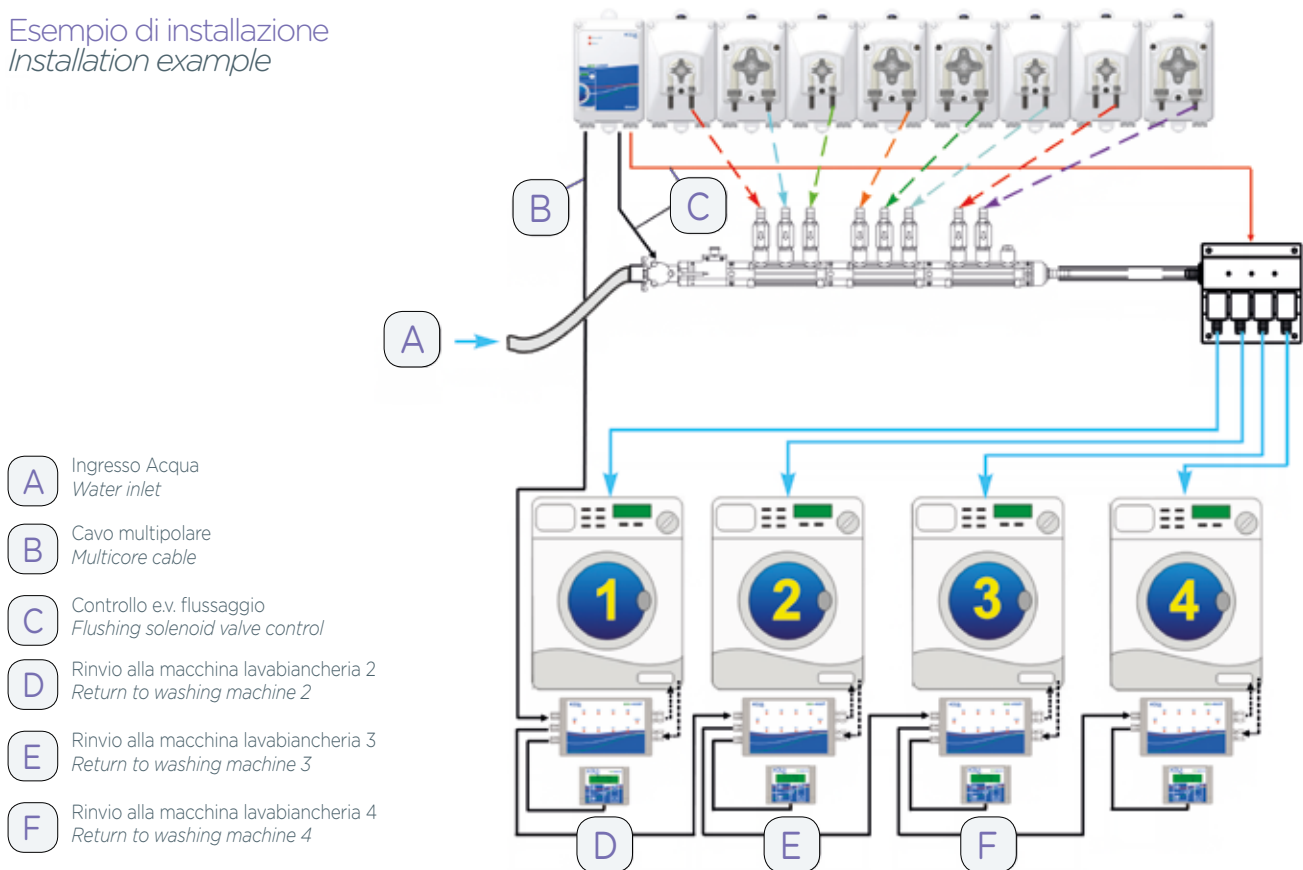 Esempio di installazione
Installation example
B
C
A
A
Ingresso Acqua
Water inlet
B
Cavo multipolare
Multicore cable
C
Controllo e.v. flussaggio
Flushing solenoid valve control
D
Rinvio alla macchina lavabiancheria 2
Return to washing machine 2
E
Rinvio alla macchina lavabiancheria 3
Return to washing machine 3
F
Rinvio alla macchina lavabiancheria 4
Return to washing machine 4
1
2
3
4
D
E
F